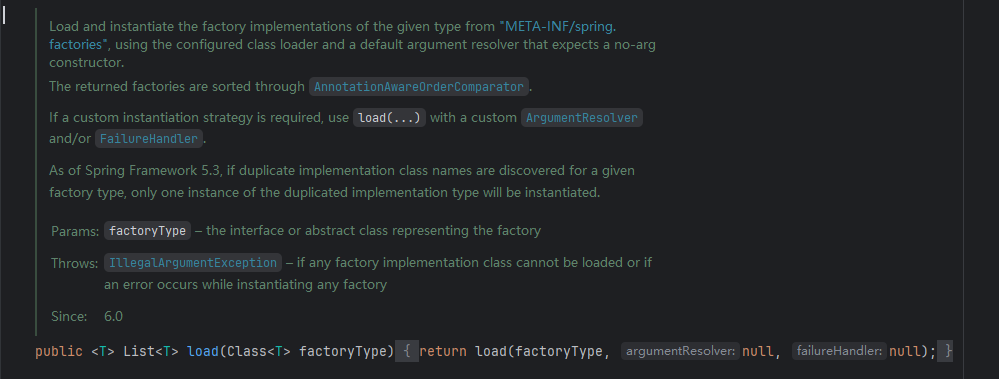 Load and instantiate the factory implementations of the given type from "META-INF/spring.
factories", using the configured class loader and a default argument resolver that expects a no-arg
constructor.
The returned factories are sorted through AnnotationAwareOrderComparator.
If a custom instantiation strategy is required, use load(...) with a custom ArgumentResolver
and/or FailureHandler.
As of Spring Framework 5.3, if duplicate implementation class names are discovered for a given
factory type, only one instance of the duplicated implementation type will be instantiated.
Params: factoryType – the interface or abstract class representing the factory
Throws: IllegalArgumentException – if any factory implementation class cannot be loaded or if
an error occurs while instantiating any factory
Since: 6.0
public <T> List<T> load(Class<T> factoryType) { return load(factoryType, argumentResolver: null, failureHandler: null); }